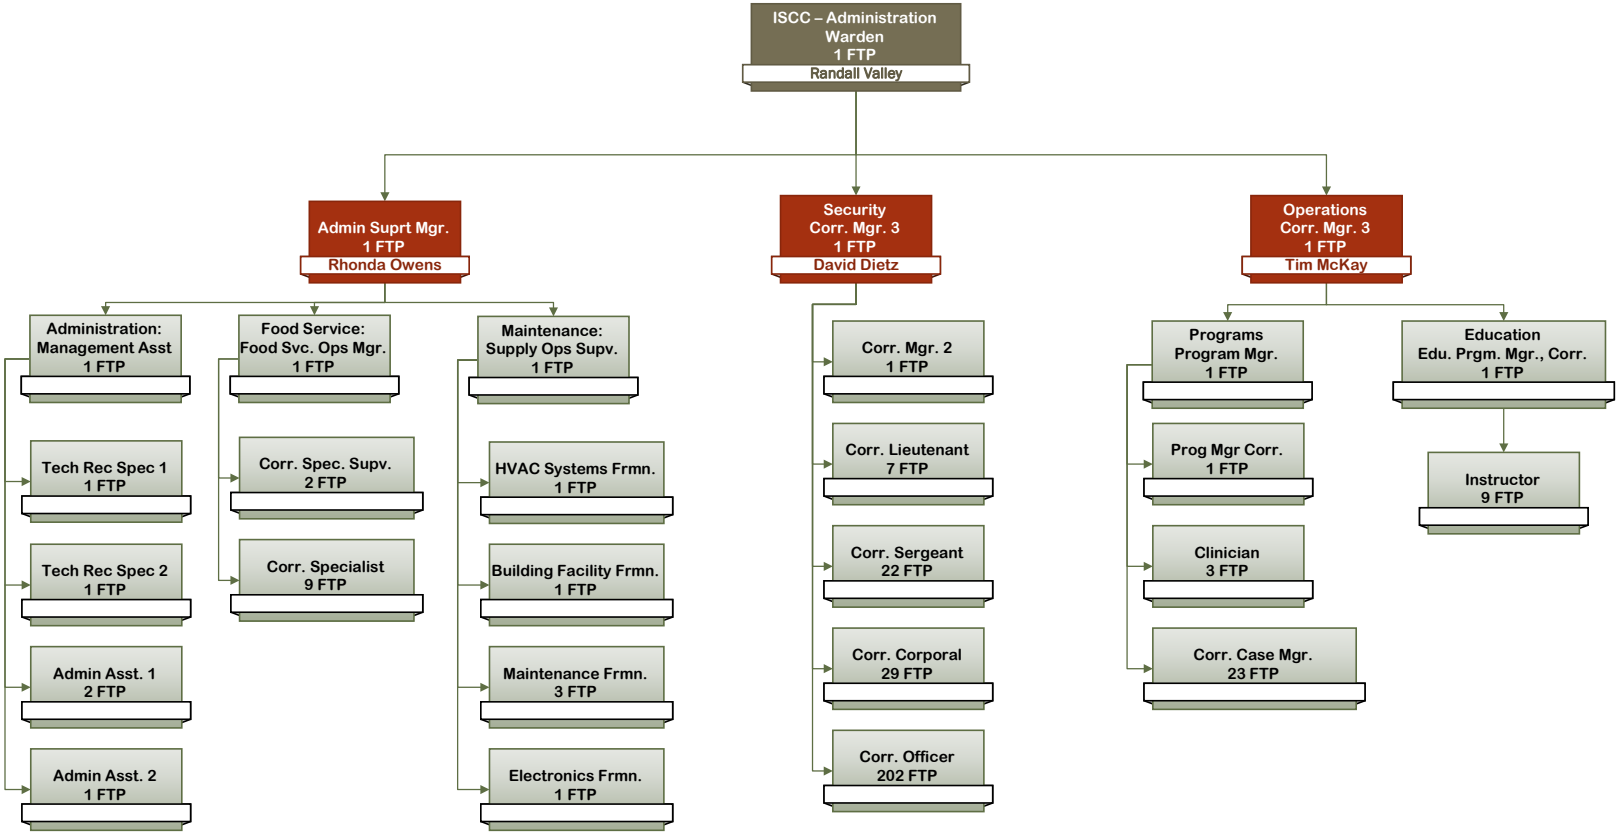 ISCC – Administration
Warden
1 FTP
Randall Valley
Admin Suprt Mgr.
1 FTP
Rhonda Owens
Security
Corr. Mgr. 3
1 FTP
David Dietz
Operations
Corr. Mgr. 3
1 FTP
Tim McKay
Administration:
Management Asst
1 FTP
Tech Rec Spec 1
1 FTP
Tech Rec Spec 2
1 FTP
Admin Asst. 1
2 FTP
Admin Asst. 2
1 FTP
Food Service:
Food Svc. Ops Mgr.
1 FTP
Corr. Spec. Supv.
2 FTP
Corr. Specialist
9 FTP
Maintenance:
Supply Ops Supv.
1 FTP
HVAC Systems Frmn.
1 FTP
Building Facility Frmn.
1 FTP
Maintenance Frmn.
3 FTP
Electronics Frmn.
1 FTP
Corr. Mgr. 2
1 FTP
Corr. Lieutenant
7 FTP
Corr. Sergeant
22 FTP
Corr. Corporal
29 FTP
Corr. Officer
202 FTP
Programs
Program Mgr.
1 FTP
Prog Mgr Corr.
1 FTP
Clinician
3 FTP
Corr. Case Mgr.
23 FTP
Education
Edu. Prgm. Mgr., Corr.
1 FTP
Instructor
9 FTP